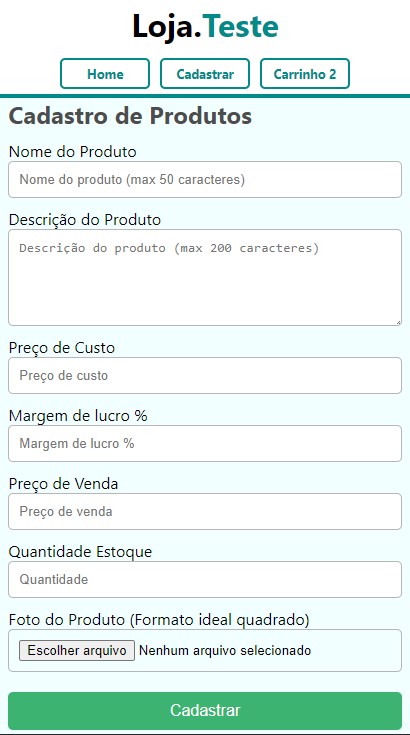 Loja.Teste
Home Cadastrar Carrinho 2
Cadastro de Produtos
Nome do Produto
Nome do produto (max 50 caracteres)
Descrição do Produto
Descrição do produto (max 200 caracteres)
Preço de Custo
Preço de custo
Margem de lucro %
Margem de lucro %
Preço de Venda
Preço de venda
Quantidade Estoque
Quantidade
Foto do Produto (Formato ideal quadrado)
Escolher arquivo Nenhum arquivo selecionado
Cadastrar